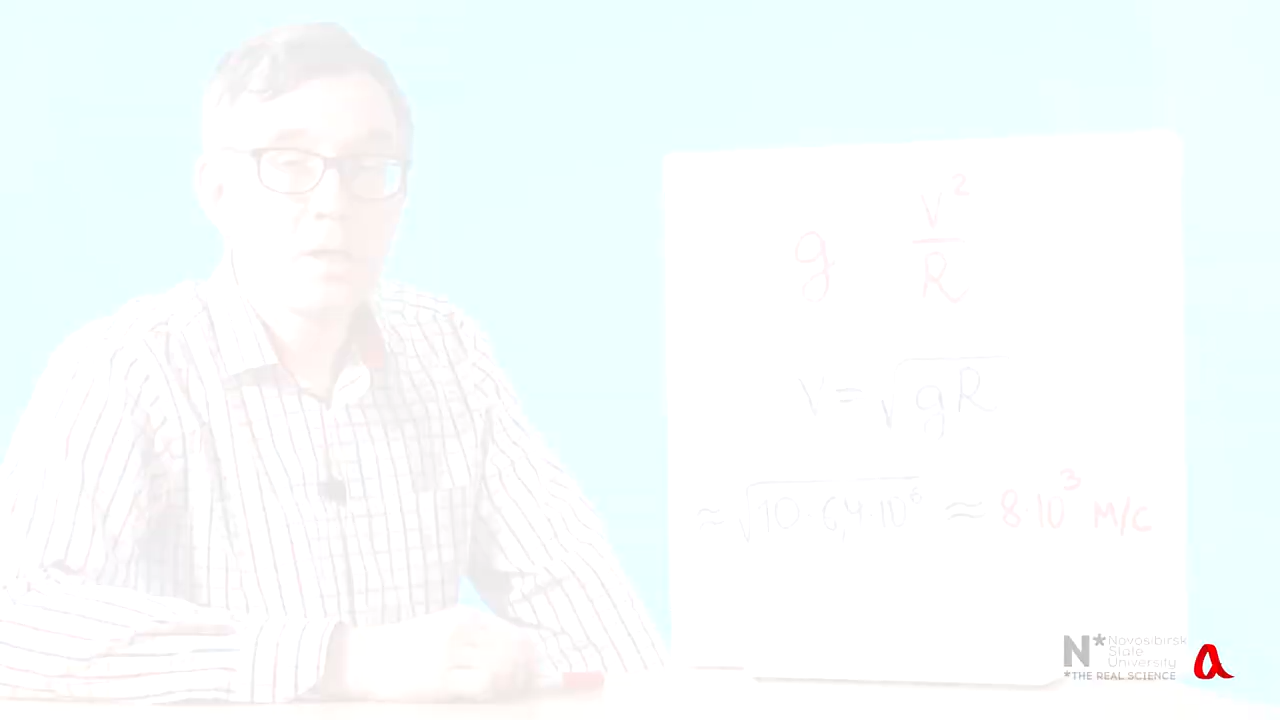 g v²/R
v = √gR
≈ √10·6,4·10⁶ ≈ 8·10³ м/с
N* Novosibirsk
State
University
*THE REAL SCIENCE
a